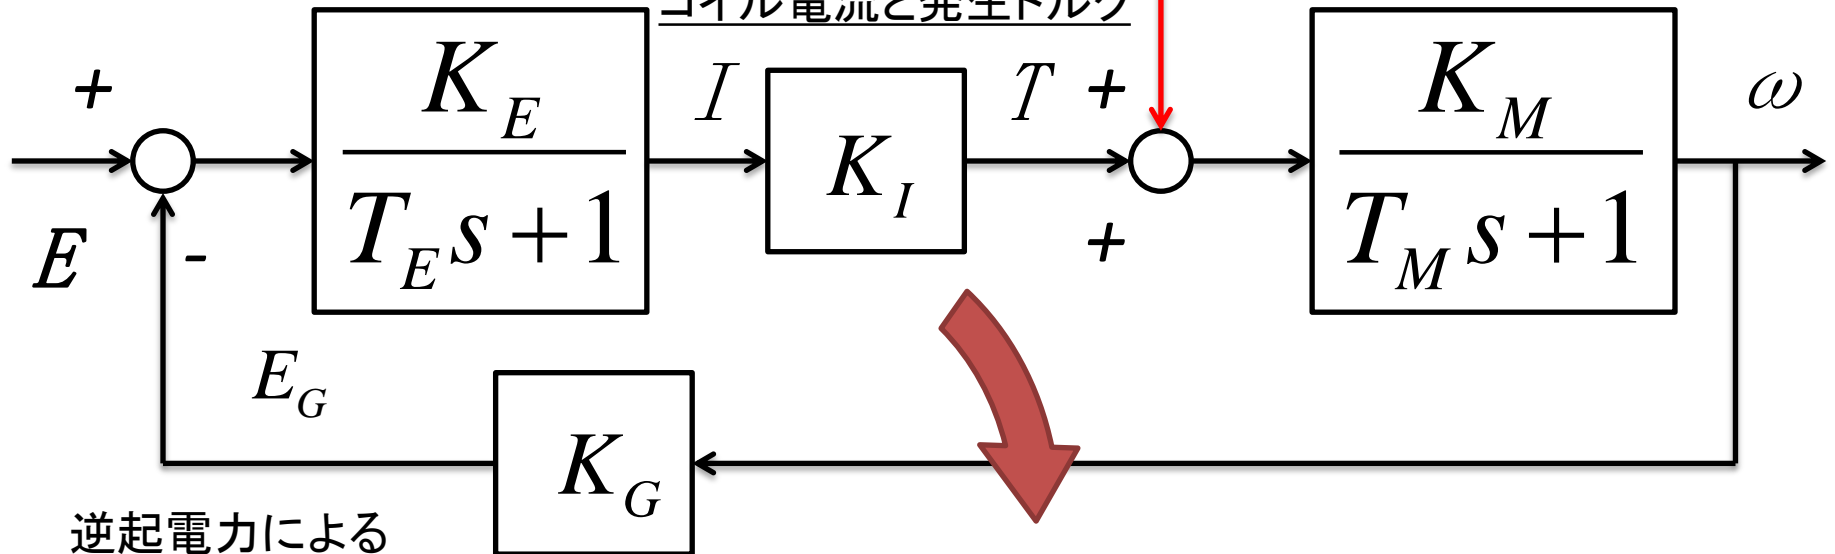 コイル電流と発生トルク
+
K_E
T_E s + 1
I
K_I
T
+
K_M
T_M s + 1
ω
E
-
+
E_G
K_G
逆起電力による